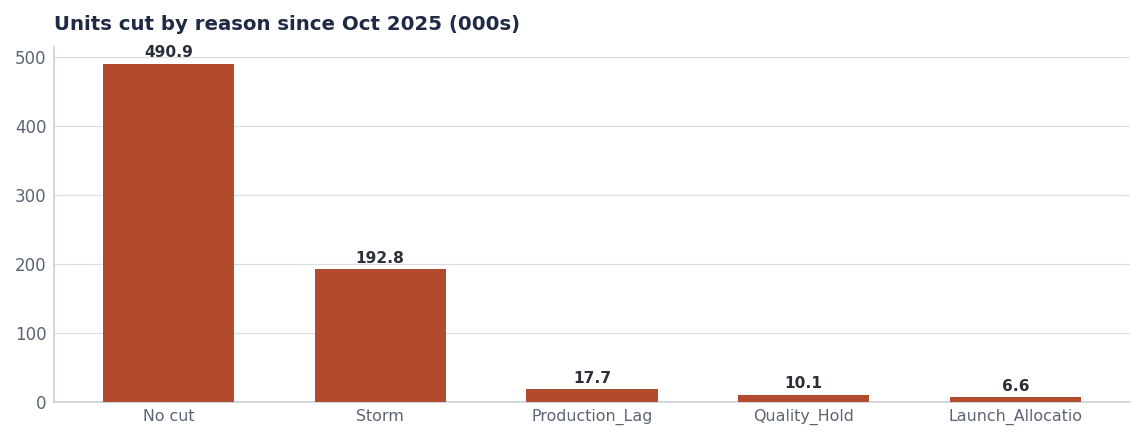 Units cut by reason since Oct 2025 (000s)
500
400
300
200
100
0
490.9
192.8
17.7
10.1
6.6
No cut
Storm
Production_Lag
Quality_Hold
Launch_Allocatio